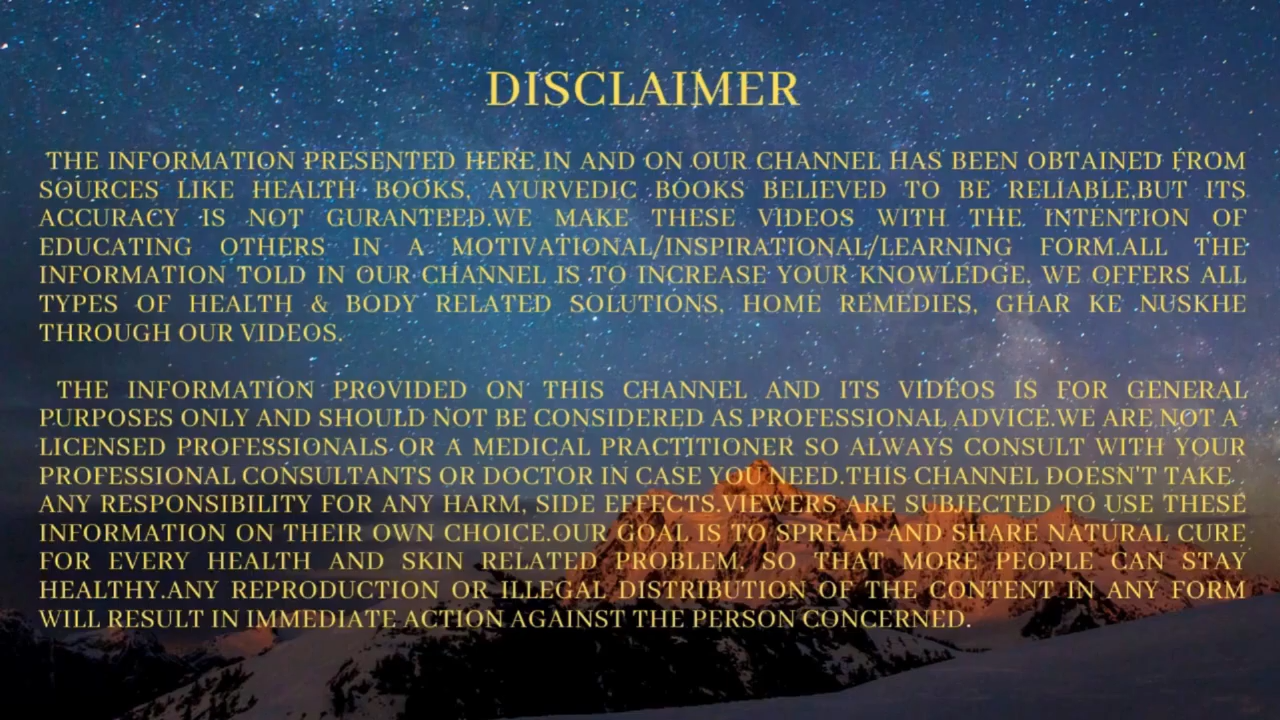 DISCLAIMER
THE INFORMATION PRESENTED HERE IN AND ON OUR CHANNEL HAS BEEN OBTAINED FROM
SOURCES LIKE HEALTH BOOKS, AYURVEDIC BOOKS BELIEVED TO BE RELIABLE,BUT ITS
ACCURACY IS NOT GURANTEED.WE MAKE THESE VIDEOS WITH THE INTENTION OF
EDUCATING OTHERS IN A MOTIVATIONAL/INSPIRATIONAL/LEARNING FORM.ALL THE
INFORMATION TOLD IN OUR CHANNEL IS TO INCREASE YOUR KNOWLEDGE. WE OFFERS ALL
TYPES OF HEALTH & BODY RELATED SOLUTIONS, HOME REMEDIES, GHAR KE NUSKHE
THROUGH OUR VIDEOS.
THE INFORMATION PROVIDED ON THIS CHANNEL AND ITS VIDEOS IS FOR GENERAL
PURPOSES ONLY AND SHOULD NOT BE CONSIDERED AS PROFESSIONAL ADVICE.WE ARE NOT A
LICENSED PROFESSIONALS OR A MEDICAL PRACTITIONER SO ALWAYS CONSULT WITH YOUR
PROFESSIONAL CONSULTANTS OR DOCTOR IN CASE YOU NEED.THIS CHANNEL DOESN'T TAKE
ANY RESPONSIBILITY FOR ANY HARM, SIDE EFFECTS.VIEWERS ARE SUBJECTED TO USE THESE
INFORMATION ON THEIR OWN CHOICE.OUR GOAL IS TO SPREAD AND SHARE NATURAL CURE
FOR EVERY HEALTH AND SKIN RELATED PROBLEM, SO THAT MORE PEOPLE CAN STAY
HEALTHY.ANY REPRODUCTION OR ILLEGAL DISTRIBUTION OF THE CONTENT IN ANY FORM
WILL RESULT IN IMMEDIATE ACTION AGAINST THE PERSON CONCERNED.